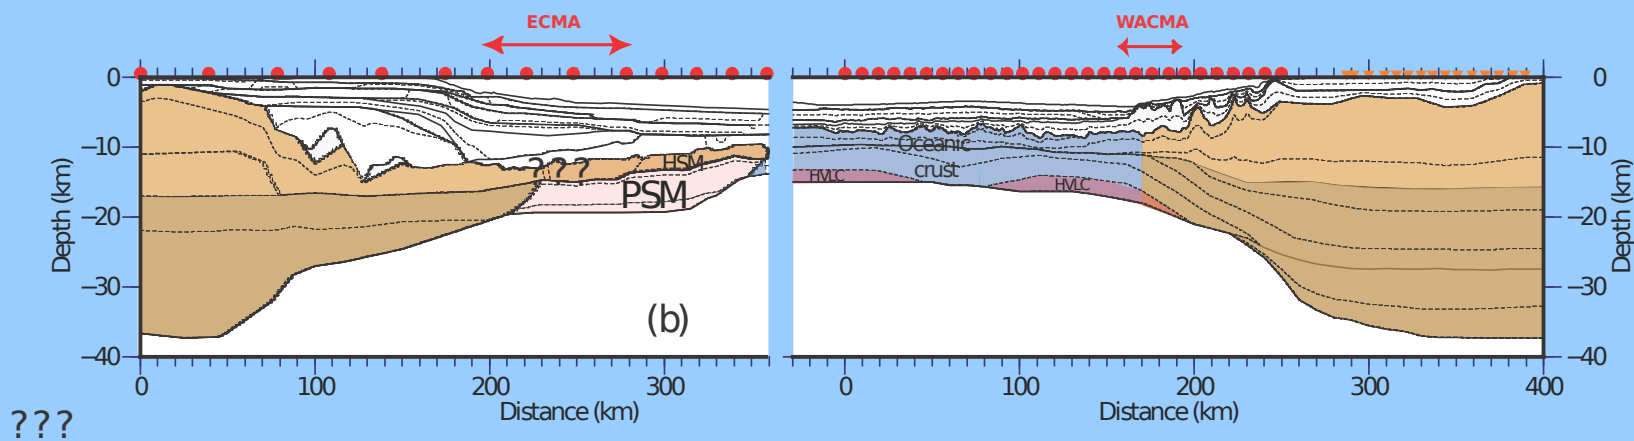 ECMA WACMA
0 0
−10 −10
−20 −20
−30 −30
−40 −40
Depth (km) Depth (km)
??? HSM
PSM
Oceanic
crust
HVLC HVLC
(b)
0 100 200 300 0 100 200 300 400
Distance (km) Distance (km)
???